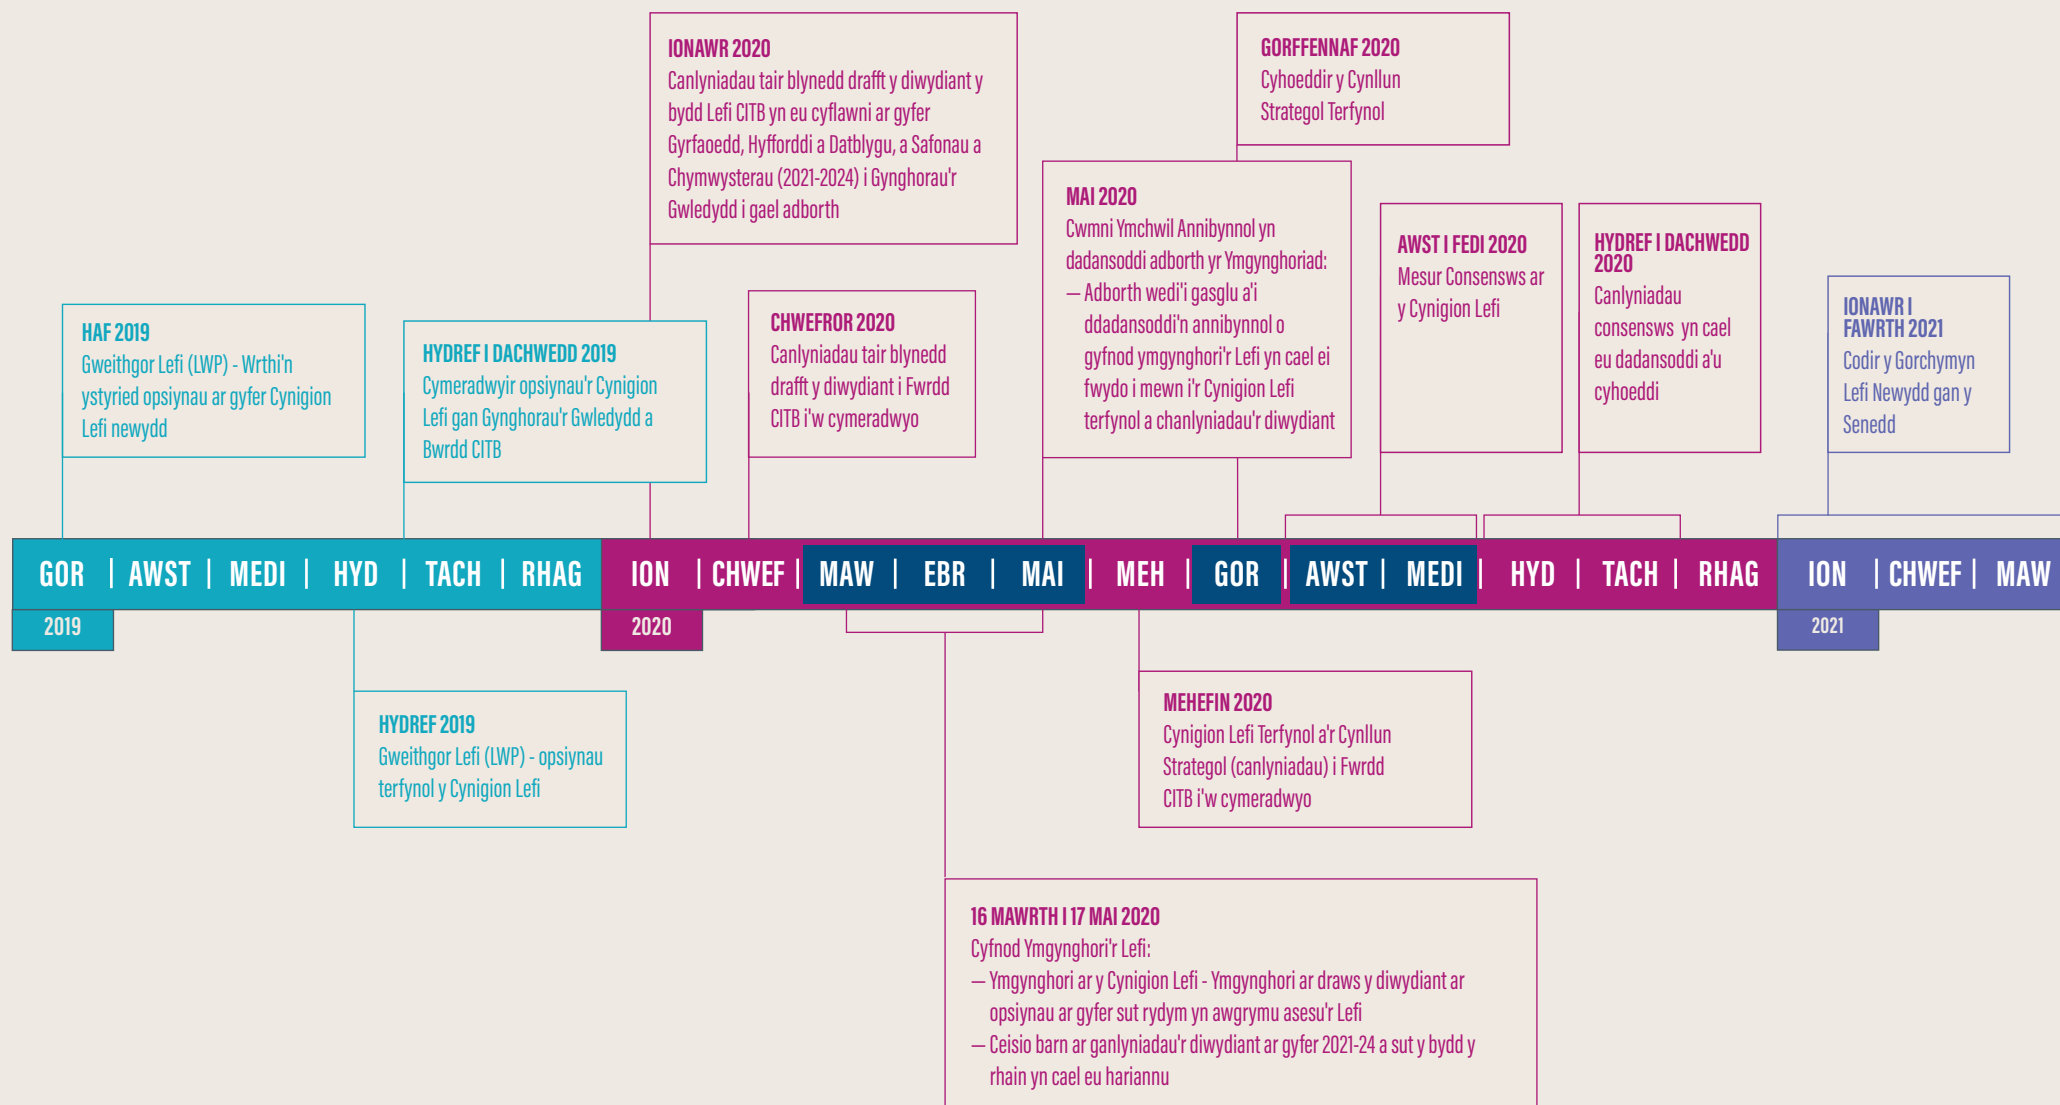 IONAWR 2020
Canlyniadau tair blynedd drafft y diwydiant y
bydd Lefi CITB yn eu cyflawni ar gyfer
Gyrfaoedd, Hyfforddi a Datblygu, a Safonau a
Chymwysterau (2021-2024) i Gynghorau'r
Gwledydd i gael adborth
GORFFENNAF 2020
Cyhoeddir y Cynllun
Strategol Terfynol
MAI 2020
Cwmni Ymchwil Annibynnol yn
dadansoddi adborth yr Ymgynghoriad:
— Adborth wedi'i gasglu a'i
ddadansoddi'n annibynnol o
gyfnod ymgynghori'r Lefi yn cael ei
fwydo i mewn i'r Cynigion Lefi
terfynol a chanlyniadau'r diwydiant
AWST I FEDI 2020
Mesur Consensws ar
y Cynigion Lefi
HYDREF I DACHWEDD
2020
Canlyniadau
consensws yn cael
eu dadansoddi a'u
cyhoeddi
IONAWR I
FAWRTH 2021
Codir y Gorchymyn
Lefi Newydd gan y
Senedd
HAF 2019
Gweithgor Lefi (LWP) - Wrthi'n
ystyried opsiynau ar gyfer Cynigion
Lefi newydd
HYDREF I DACHWEDD 2019
Cymeradwyir opsiynau'r Cynigion
Lefi gan Gynghorau'r Gwledydd a
Bwrdd CITB
CHWEFROR 2020
Canlyniadau tair blynedd
drafft y diwydiant i Fwrdd
CITB i'w cymeradwyo
GOR | AWST | MEDI | HYD | TACH | RHAG ION | CHWEF | MAW | EBR | MAI | MEH | GOR | AWST | MEDI | HYD | TACH | RHAG ION | CHWEF | MAW
2019 2020 2021
HYDREF 2019
Gweithgor Lefi (LWP) - opsiynau
terfynol y Cynigion Lefi
MEHEFIN 2020
Cynigion Lefi Terfynol a'r Cynllun
Strategol (canlyniadau) i Fwrdd
CITB i'w cymeradwyo
16 MAWRTH I 17 MAI 2020
Cyfnod Ymgynghori'r Lefi:
— Ymgynghori ar y Cynigion Lefi - Ymgynghori ar draws y diwydiant ar
opsiynau ar gyfer sut rydym yn awgrymu asesu'r Lefi
— Ceisio barn ar ganlyniadau'r diwydiant ar gyfer 2021-24 a sut y bydd y
rhain yn cael eu hariannu